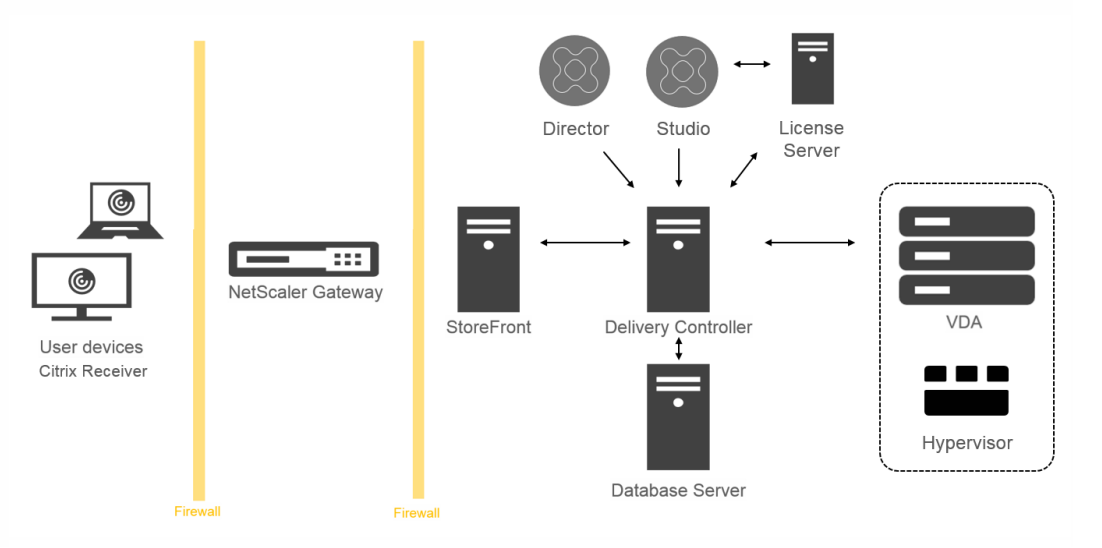 Director
Studio
License
Server
User devices
Citrix Receiver
NetScaler Gateway
StoreFront
Delivery Controller
VDA
Hypervisor
Database Server
Firewall
Firewall